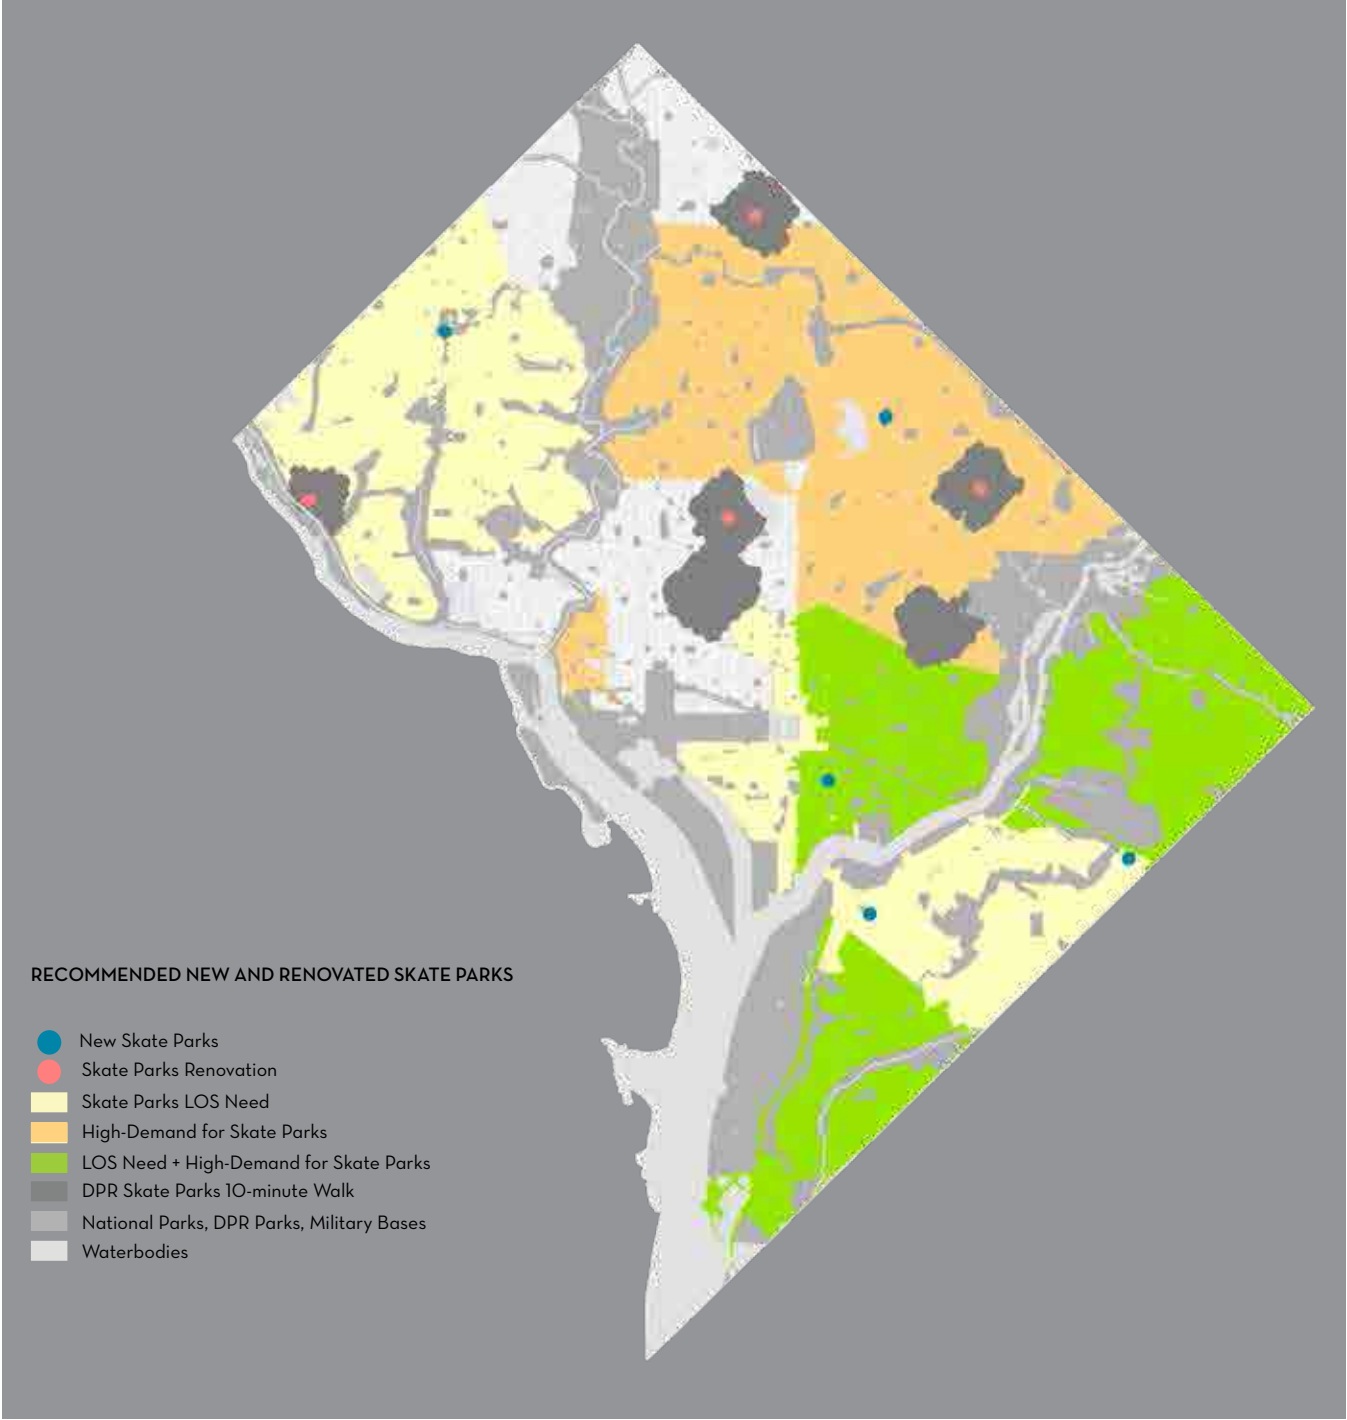 RECOMMENDED NEW AND RENOVATED SKATE PARKS
New Skate Parks
Skate Parks Renovation
Skate Parks LOS Need
High-Demand for Skate Parks
LOS Need + High-Demand for Skate Parks
DPR Skate Parks 10-minute Walk
National Parks, DPR Parks, Military Bases
Waterbodies